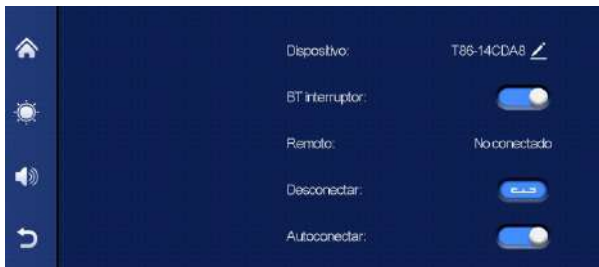 Dispositivo: T86-14CDA8
BT interruptor:
Remoto: No conectado
Desconectar:
Autoconectar: